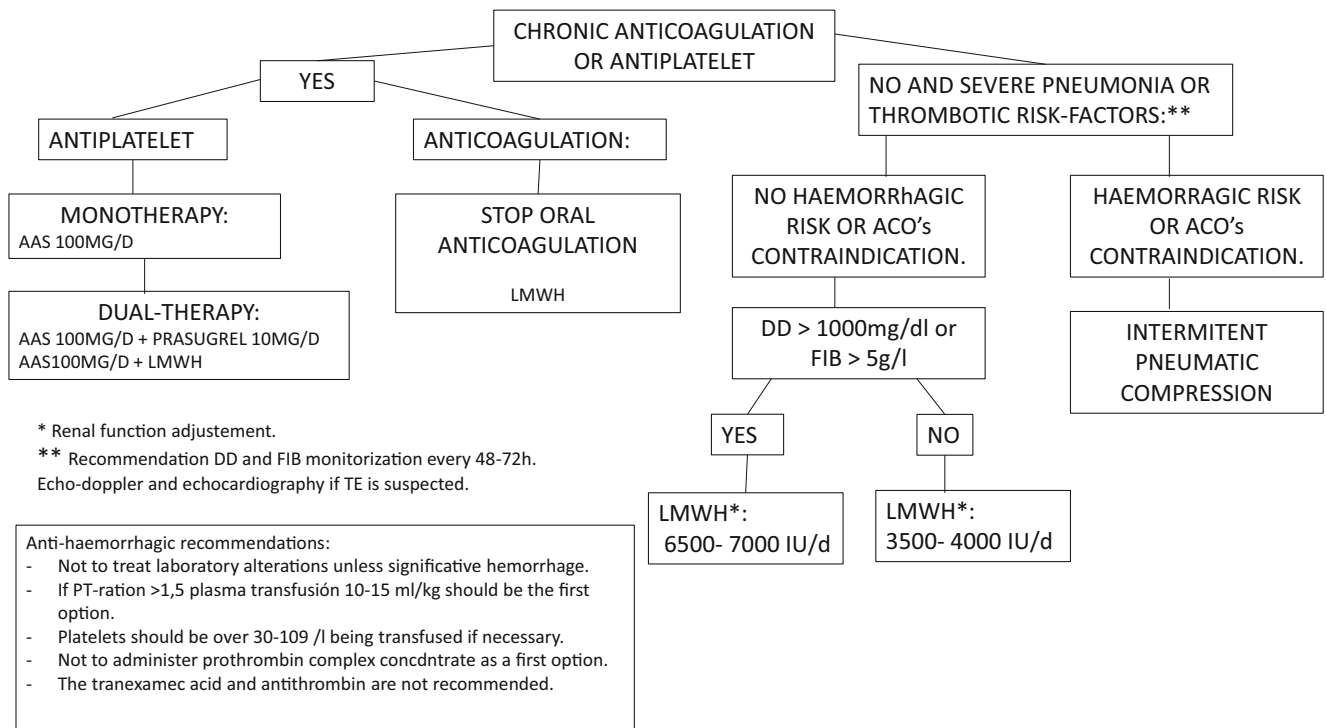 CHRONIC ANTICOAGULATION
OR ANTIPLATELET
YES
NO AND SEVERE PNEUMONIA OR
THROMBOTIC RISK-FACTORS:**
ANTIPLATELET
ANTICOAGULATION:
MONOTHERAPY:
AAS 100MG/D
STOP ORAL
ANTICOAGULATION
LMWH
NO HAEMORRhAGIC
RISK OR ACO's
CONTRAINDICATION.
HAEMORRAGIC RISK
OR ACO's
CONTRAINDICATION.
DUAL-THERAPY:
AAS 100MG/D + PRASUGREL 10MG/D
AAS100MG/D + LMWH
DD > 1000mg/dl or
FIB > 5g/l
INTERMITENT
PNEUMATIC
COMPRESSION
YES
NO
LMWH*:
6500- 7000 IU/d
LMWH*:
3500- 4000 IU/d
* Renal function adjustement.
** Recommendation DD and FIB monitorization every 48-72h.
Echo-doppler and echocardiography if TE is suspected.
Anti-haemorrhagic recommendations:
- Not to treat laboratory alterations unless significative hemorrhage.
- If PT-ration >1,5 plasma transfusión 10-15 ml/kg should be the first
option.
- Platelets should be over 30-109 /l being transfused if necessary.
- Not to administer prothrombin complex concdntrate as a first option.
- The tranexamec acid and antithrombin are not recommended.